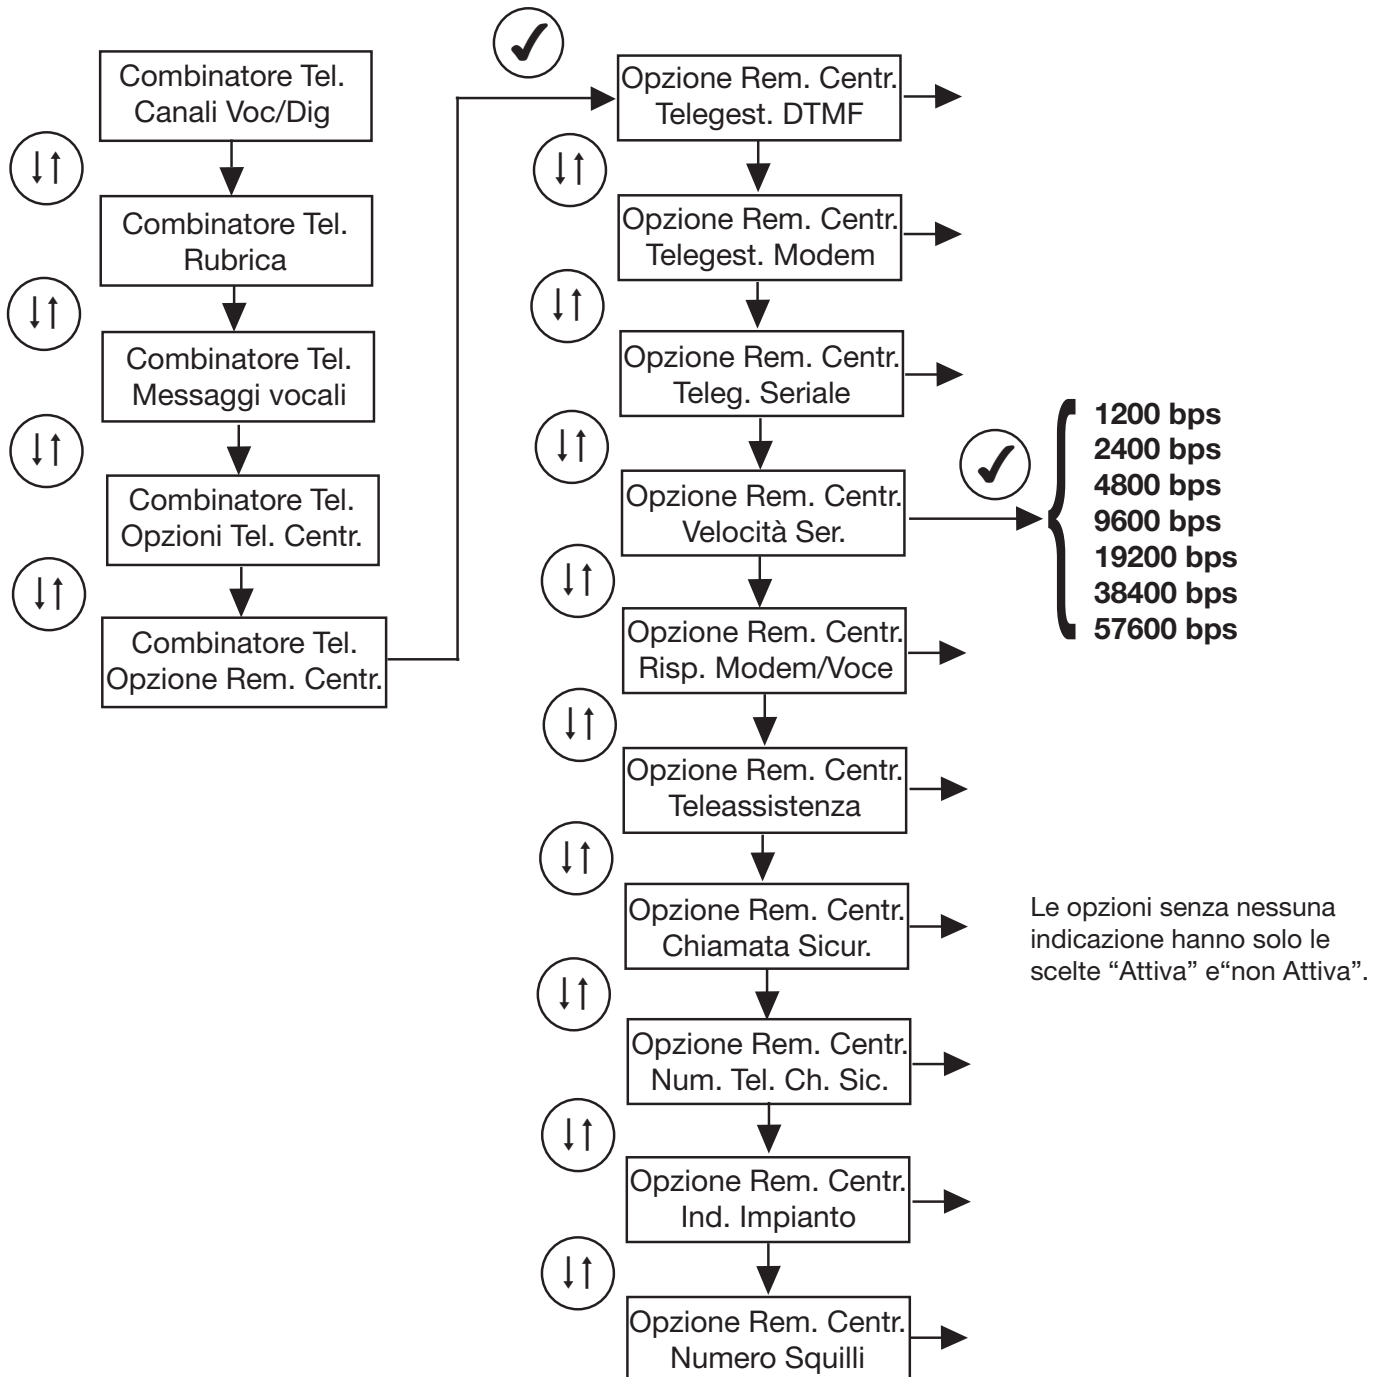 Combinatore Tel.
Canali Voc/Dig
Combinatore Tel.
Rubrica
Combinatore Tel.
Messaggi vocali
Combinatore Tel.
Opzioni Tel. Centr.
Combinatore Tel.
Opzione Rem. Centr.
Opzione Rem. Centr.
Telegest. DTMF
Opzione Rem. Centr.
Telegest. Modem
Opzione Rem. Centr.
Teleg. Seriale
Opzione Rem. Centr.
Velocità Ser.
1200 bps
2400 bps
4800 bps
9600 bps
19200 bps
38400 bps
57600 bps
Opzione Rem. Centr.
Risp. Modem/Voce
Opzione Rem. Centr.
Teleassistenza
Opzione Rem. Centr.
Chiamata Sicur.
Le opzioni senza nessuna
indicazione hanno solo le
scelte “Attiva” e“non Attiva”.
Opzione Rem. Centr.
Num. Tel. Ch. Sic.
Opzione Rem. Centr.
Ind. Impianto
Opzione Rem. Centr.
Numero Squilli